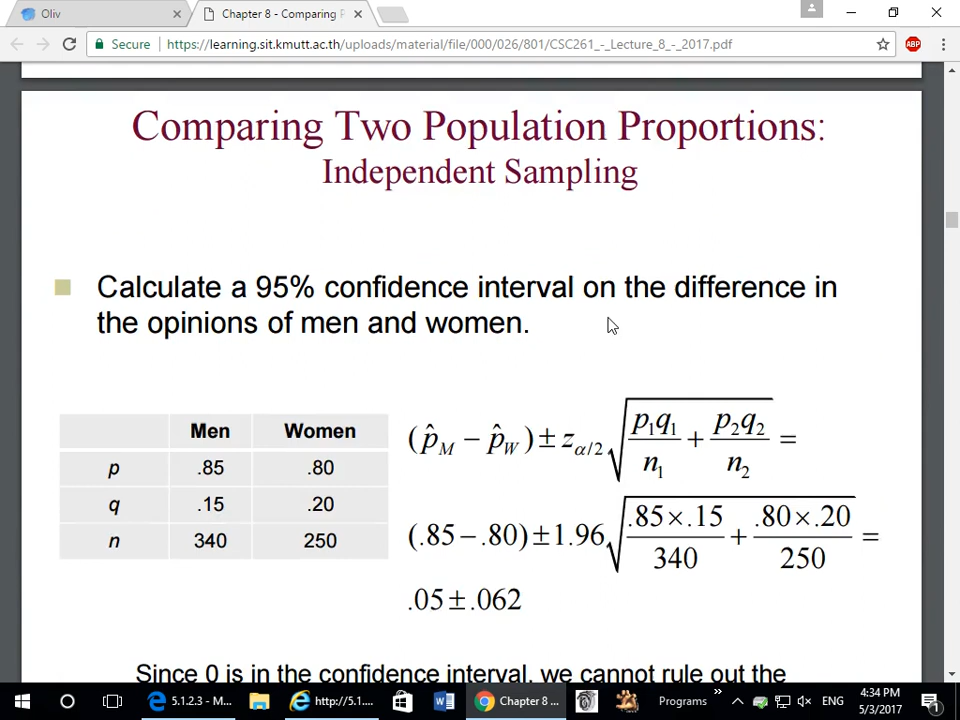 Oliv
Chapter 8 - Comparing P
Secure https://learning.sit.kmutt.ac.th/uploads/material/file/000/026/801/CSC261_-_Lecture_8_-_2017.pdf
ABP
Comparing Two Population Proportions:
Independent Sampling
Calculate a 95% confidence interval on the difference in
the opinions of men and women.
Men Women
p .85 .80
q .15 .20
n 340 250
(p̂_M − p̂_W) ± z_{α/2} √(p₁q₁/n₁ + p₂q₂/n₂) =
(.85 − .80) ± 1.96 √(.85×.15/340 + .80×.20/250) =
.05 ± .062
Since 0 is in the confidence interval, we cannot rule out the
5.1.2.3 - M...
http://5.1....
Chapter 8 ...
Programs
ENG
4:34 PM
5/3/2017
1